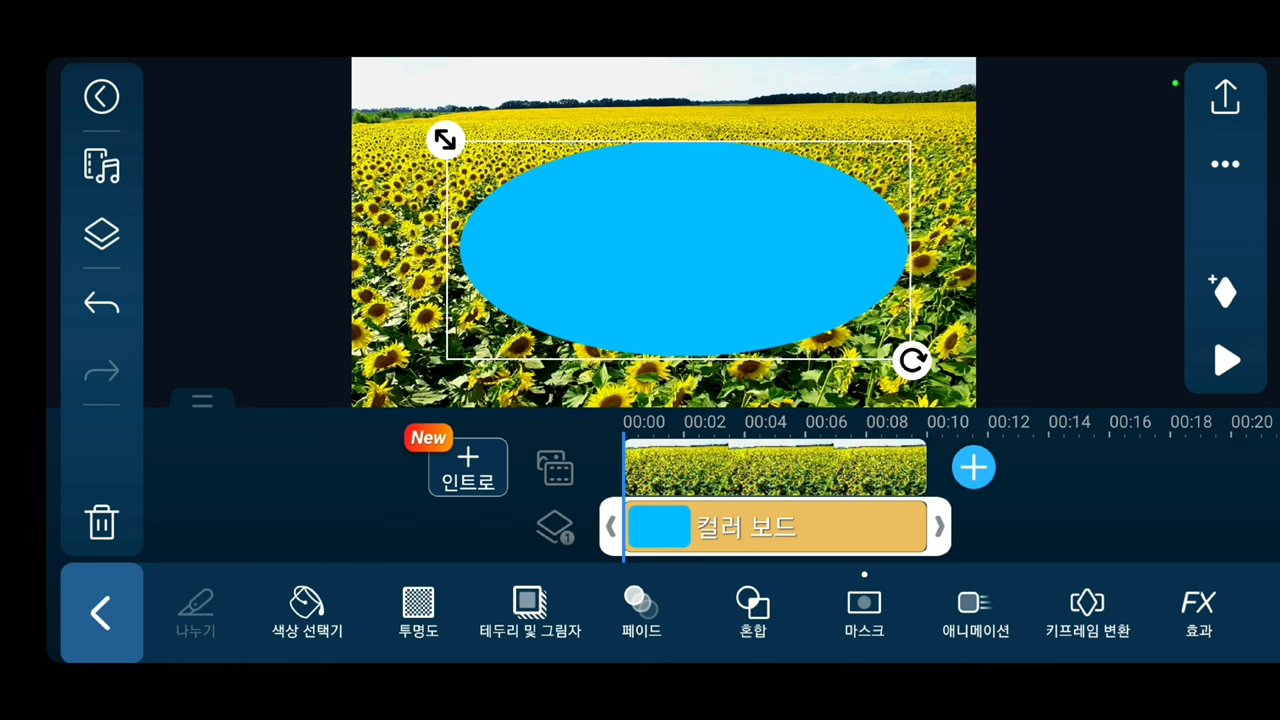 00:00 00:02 00:04 00:06 00:08 00:10 00:12 00:14 00:16 00:18 00:20
New
인트로
1
컬러 보드
나누기 색상 선택기 투명도 테두리 및 그림자 페이드 혼합 마스크 애니메이션 키프레임 변환 FX 효과